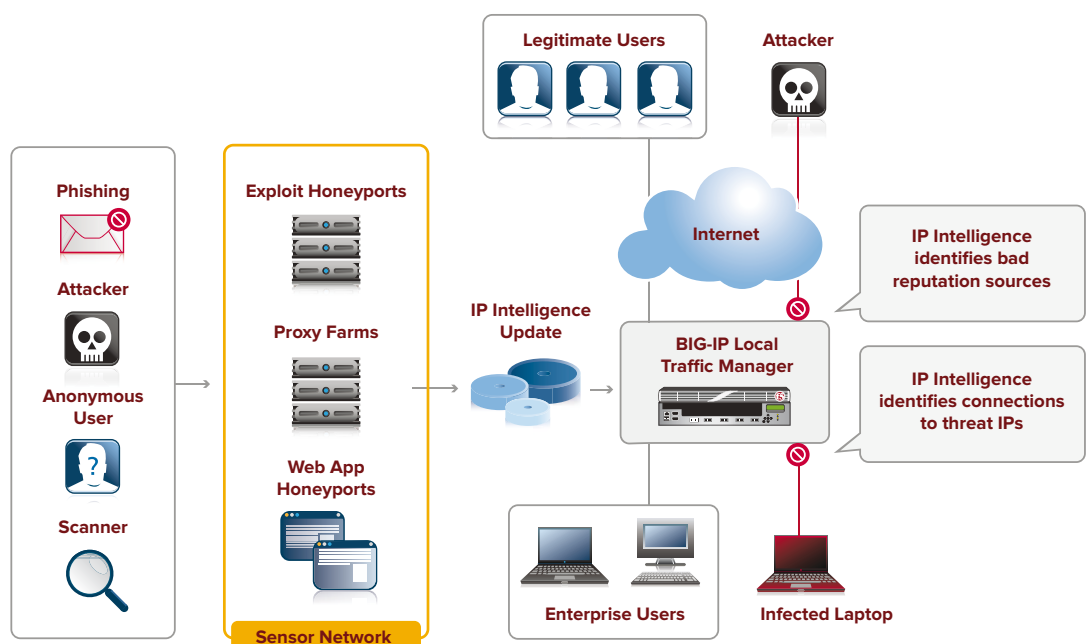 Legitimate Users
Attacker
Phishing
Attacker
Anonymous
User
?
Scanner
Exploit Honeyports
Proxy Farms
Web App
Honeyports
Sensor Network
IP Intelligence
Update
Internet
BIG-IP Local
Traffic Manager
IP Intelligence
identifies bad
reputation sources
IP Intelligence
identifies connections
to threat IPs
Enterprise Users
Infected Laptop